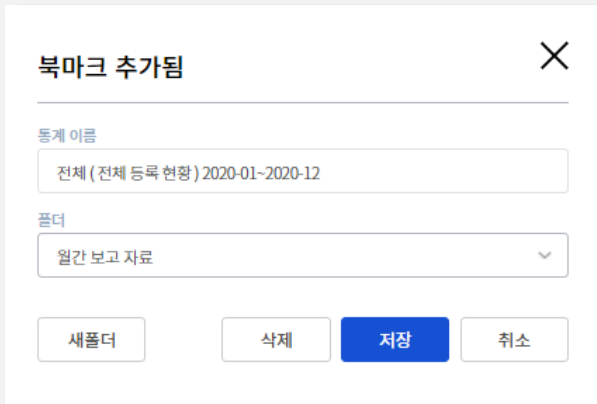 북마크 추가됨
통계 이름
전체 ( 전체 등록 현황 ) 2020-01~2020-12
폴더
월간 보고 자료
새폴더 삭제 저장 취소